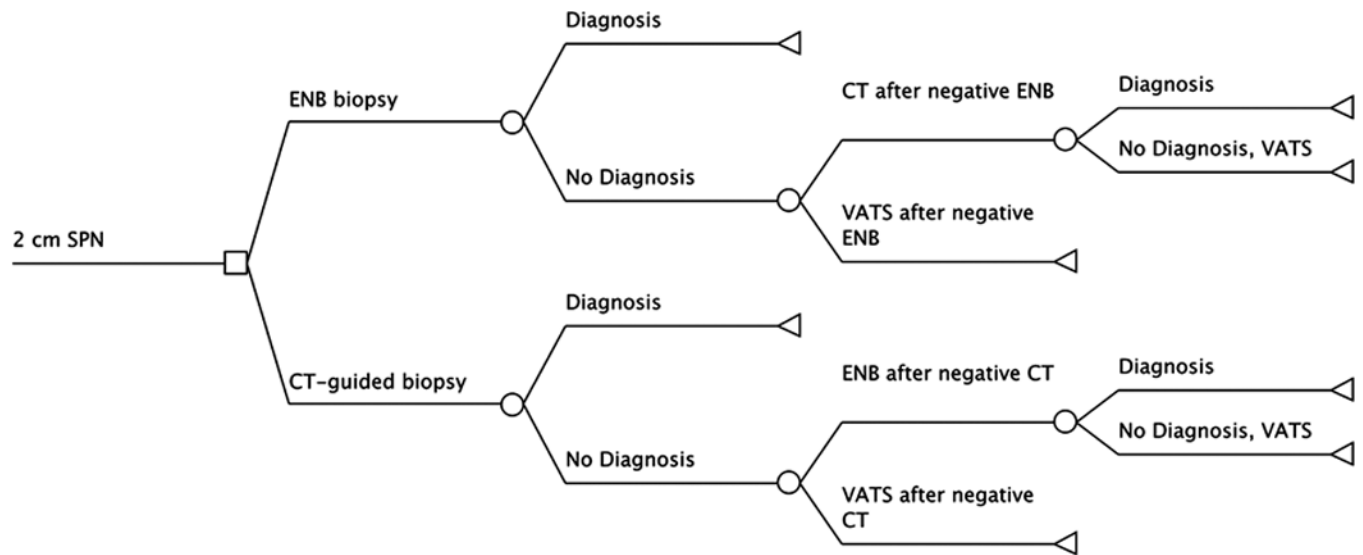 Diagnosis
ENB biopsy
CT after negative ENB
Diagnosis
No Diagnosis, VATS
No Diagnosis
VATS after negative
ENB
2 cm SPN
Diagnosis
CT-guided biopsy
ENB after negative CT
Diagnosis
No Diagnosis, VATS
No Diagnosis
VATS after negative
CT